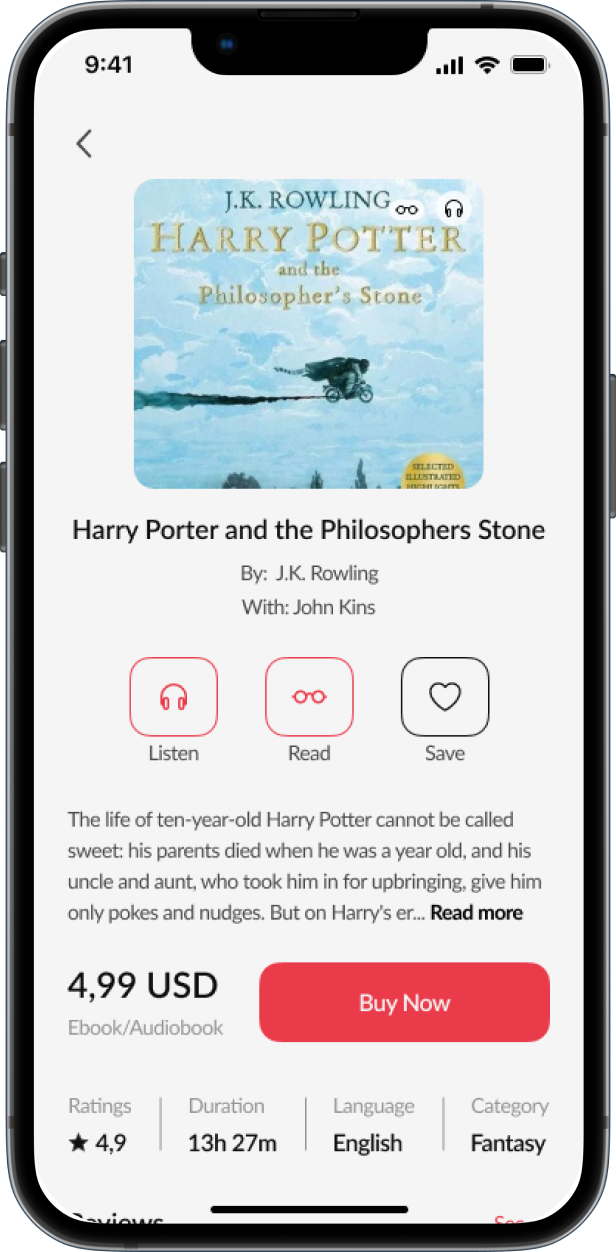 9:41
J.K. ROWLING
HARRY POTTER
and the
Philosopher's Stone
SELECTED
ILLUSTRATED
HIGHLIGHTS
Harry Porter and the Philosophers Stone
By: J.K. Rowling
With: John Kins
Listen Read Save
The life of ten-year-old Harry Potter cannot be called
sweet: his parents died when he was a year old, and his
uncle and aunt, who took him in for upbringing, give him
only pokes and nudges. But on Harry's er... Read more
4,99 USD
Buy Now
Ebook/Audiobook
Ratings Duration Language Category
★ 4,9 13h 27m English Fantasy
Reviews